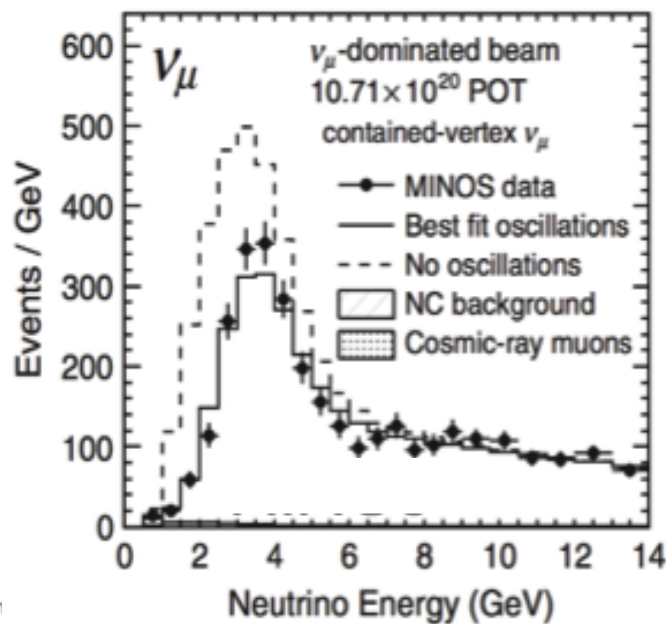 600
500
400
300
200
100
0
Events / GeV
νμ
νμ-dominated beam
10.71×10²⁰ POT
contained-vertex νμ
MINOS data
Best fit oscillations
No oscillations
NC background
Cosmic-ray muons
0 2 4 6 8 10 12 14
Neutrino Energy (GeV)